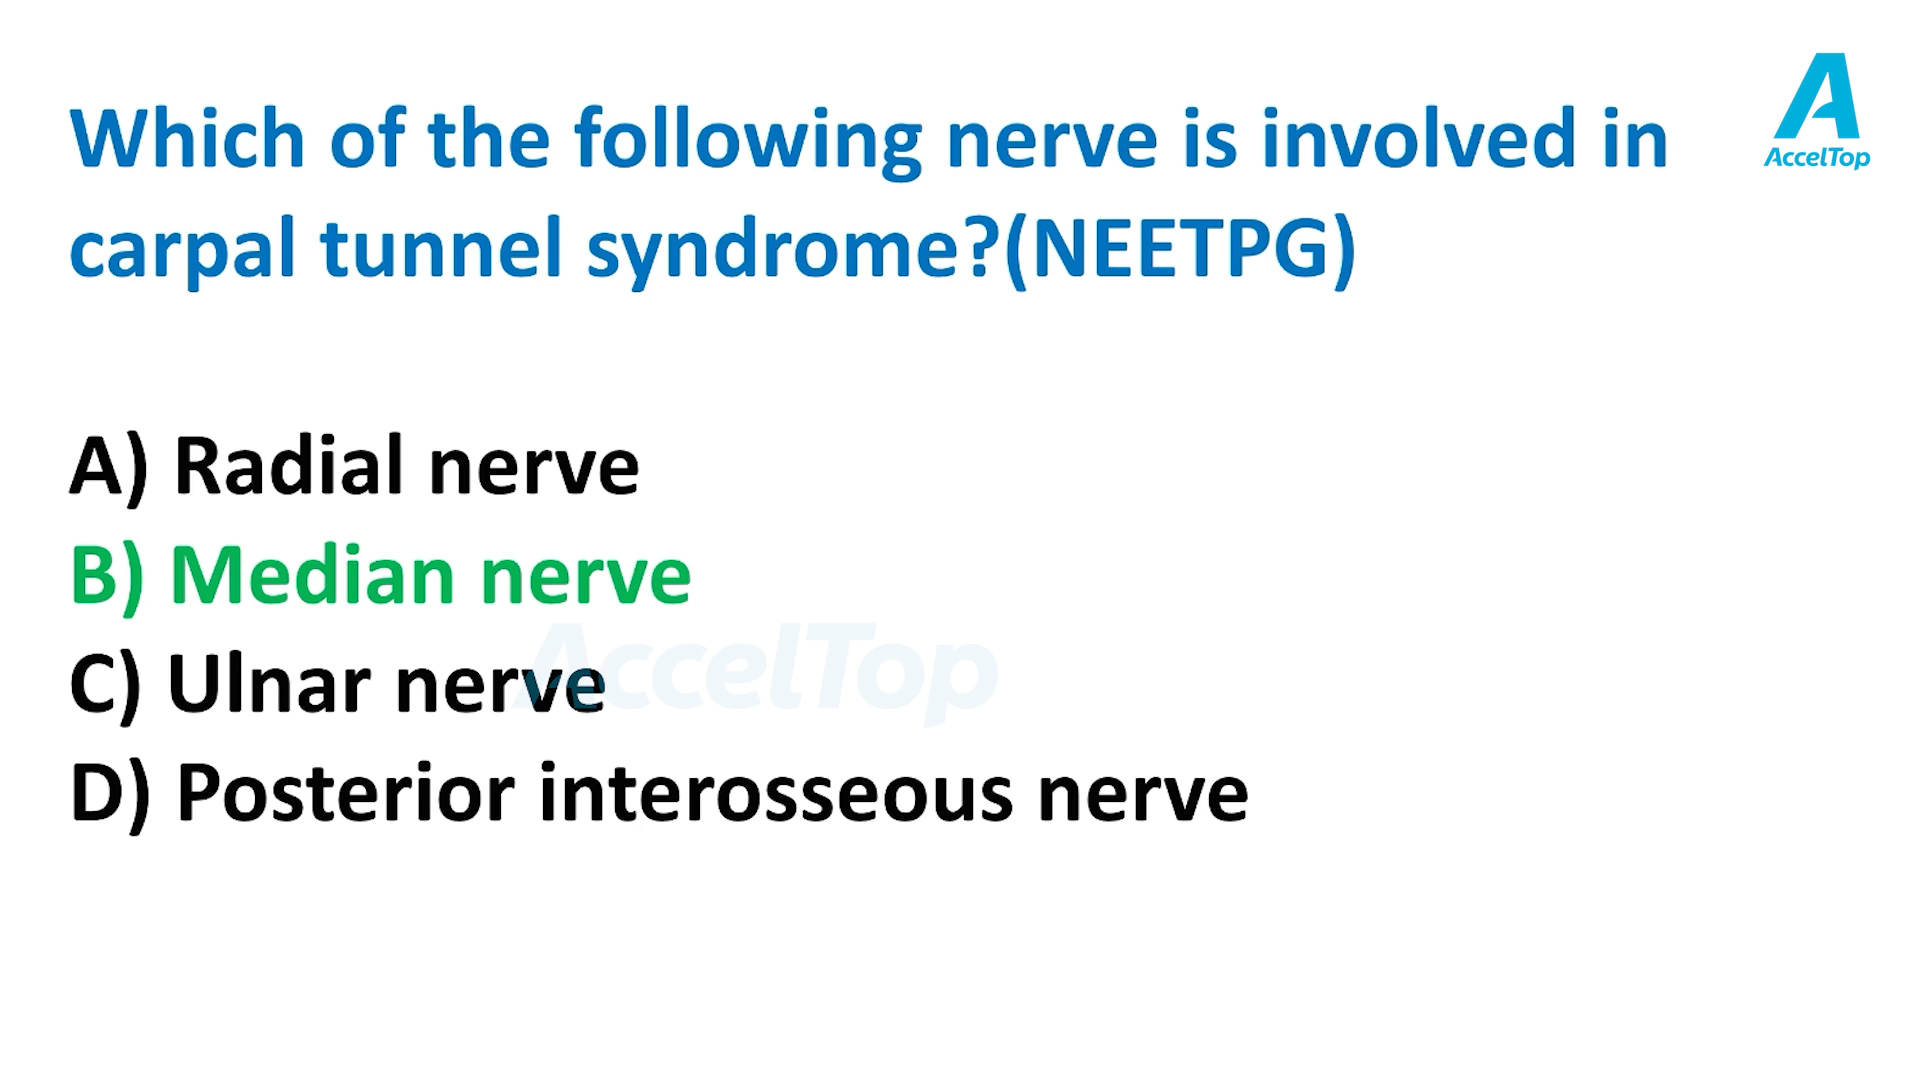 Which of the following nerve is involved in
carpal tunnel syndrome?(NEETPG)
AccelTop
A) Radial nerve
B) Median nerve
C) Ulnar nerve
AccelTop
D) Posterior interosseous nerve